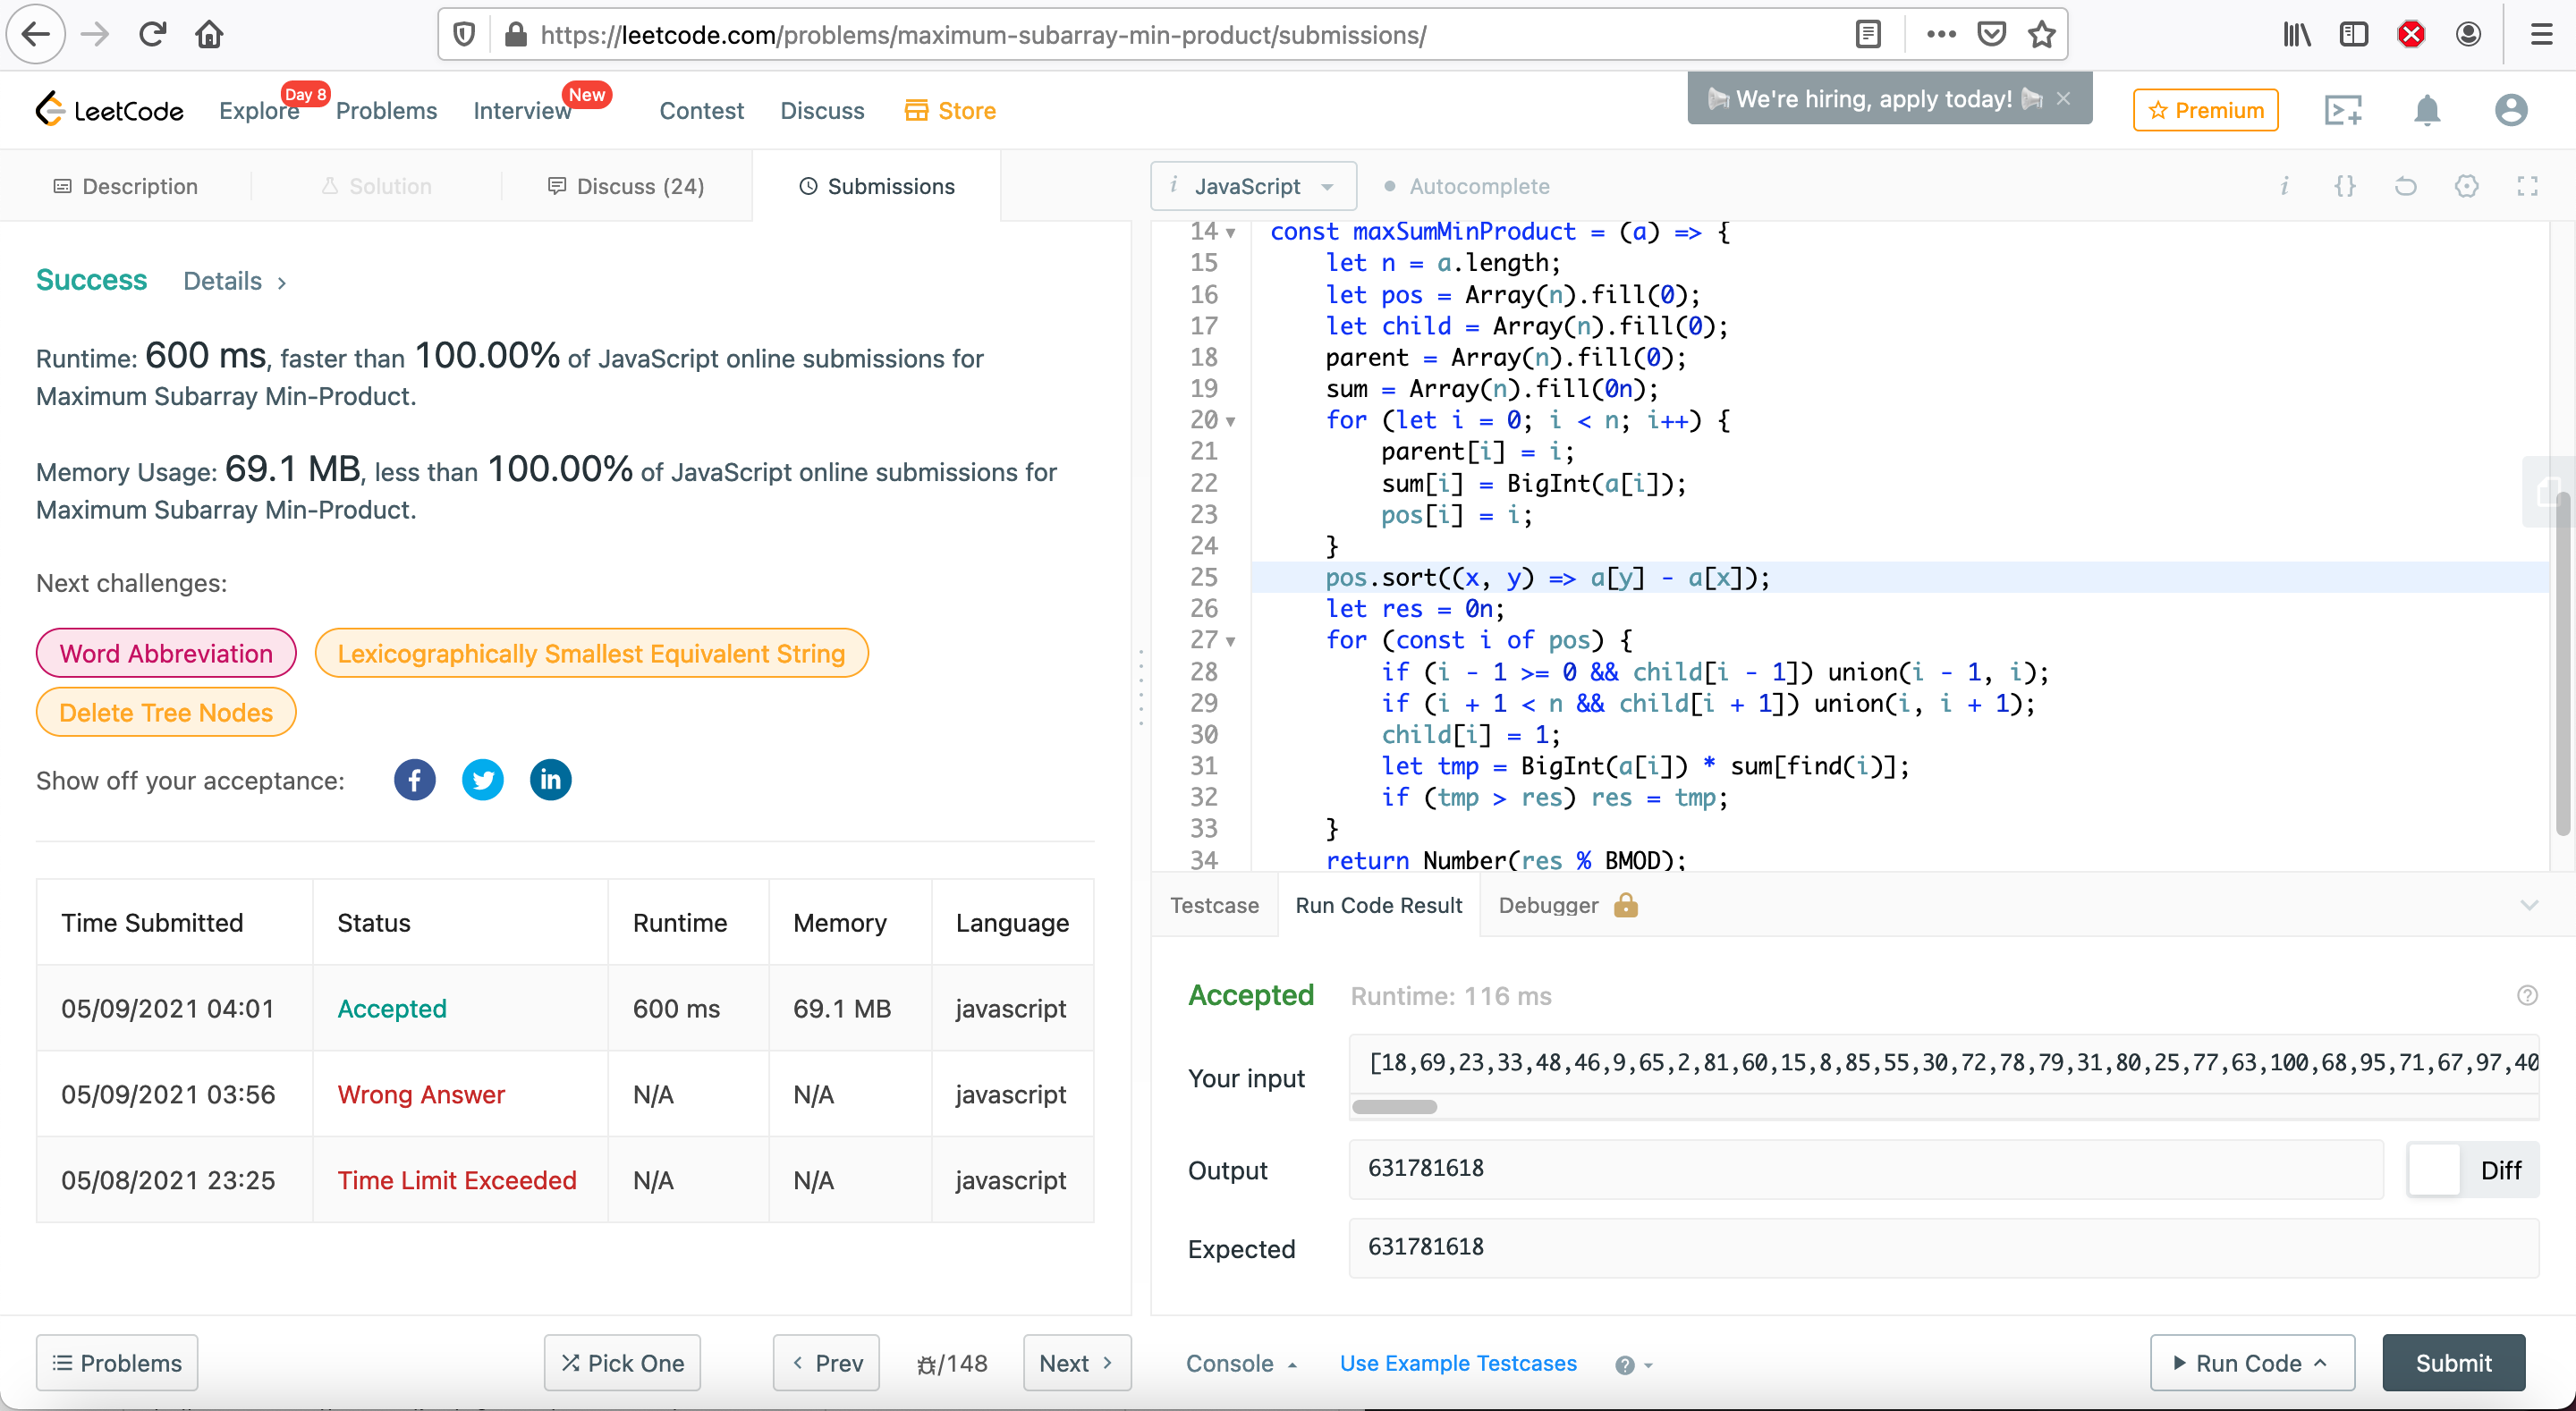 https://leetcode.com/problems/maximum-subarray-min-product/submissions/
LeetCode
Explore
Day 8
Problems
Interview
New
Contest
Discuss
Store
We're hiring, apply today!
Premium
Description
Solution
Discuss (24)
Submissions
i JavaScript
Autocomplete
Success Details
Runtime: 600 ms, faster than 100.00% of JavaScript online submissions for
Maximum Subarray Min-Product.
Memory Usage: 69.1 MB, less than 100.00% of JavaScript online submissions for
Maximum Subarray Min-Product.
Next challenges:
Word Abbreviation
Lexicographically Smallest Equivalent String
Delete Tree Nodes
Show off your acceptance:
Time Submitted Status Runtime Memory Language
05/09/2021 04:01 Accepted 600 ms 69.1 MB javascript
05/09/2021 03:56 Wrong Answer N/A N/A javascript
05/08/2021 23:25 Time Limit Exceeded N/A N/A javascript
Problems
Pick One
Prev
/148
Next
14 const maxSumMinProduct = (a) => {
15 let n = a.length;
16 let pos = Array(n).fill(0);
17 let child = Array(n).fill(0);
18 parent = Array(n).fill(0);
19 sum = Array(n).fill(0n);
20 for (let i = 0; i < n; i++) {
21 parent[i] = i;
22 sum[i] = BigInt(a[i]);
23 pos[i] = i;
24 }
25 pos.sort((x, y) => a[y] - a[x]);
26 let res = 0n;
27 for (const i of pos) {
28 if (i - 1 >= 0 && child[i - 1]) union(i - 1, i);
29 if (i + 1 < n && child[i + 1]) union(i, i + 1);
30 child[i] = 1;
31 let tmp = BigInt(a[i]) * sum[find(i)];
32 if (tmp > res) res = tmp;
33 }
34 return Number(res % BMOD);
Testcase
Run Code Result
Debugger
Accepted Runtime: 116 ms
Your input
[18,69,23,33,48,46,9,65,2,81,60,15,8,85,55,30,72,78,79,31,80,25,77,63,100,68,95,71,67,97,40
Output
631781618
Diff
Expected
631781618
Console
Use Example Testcases
Run Code
Submit